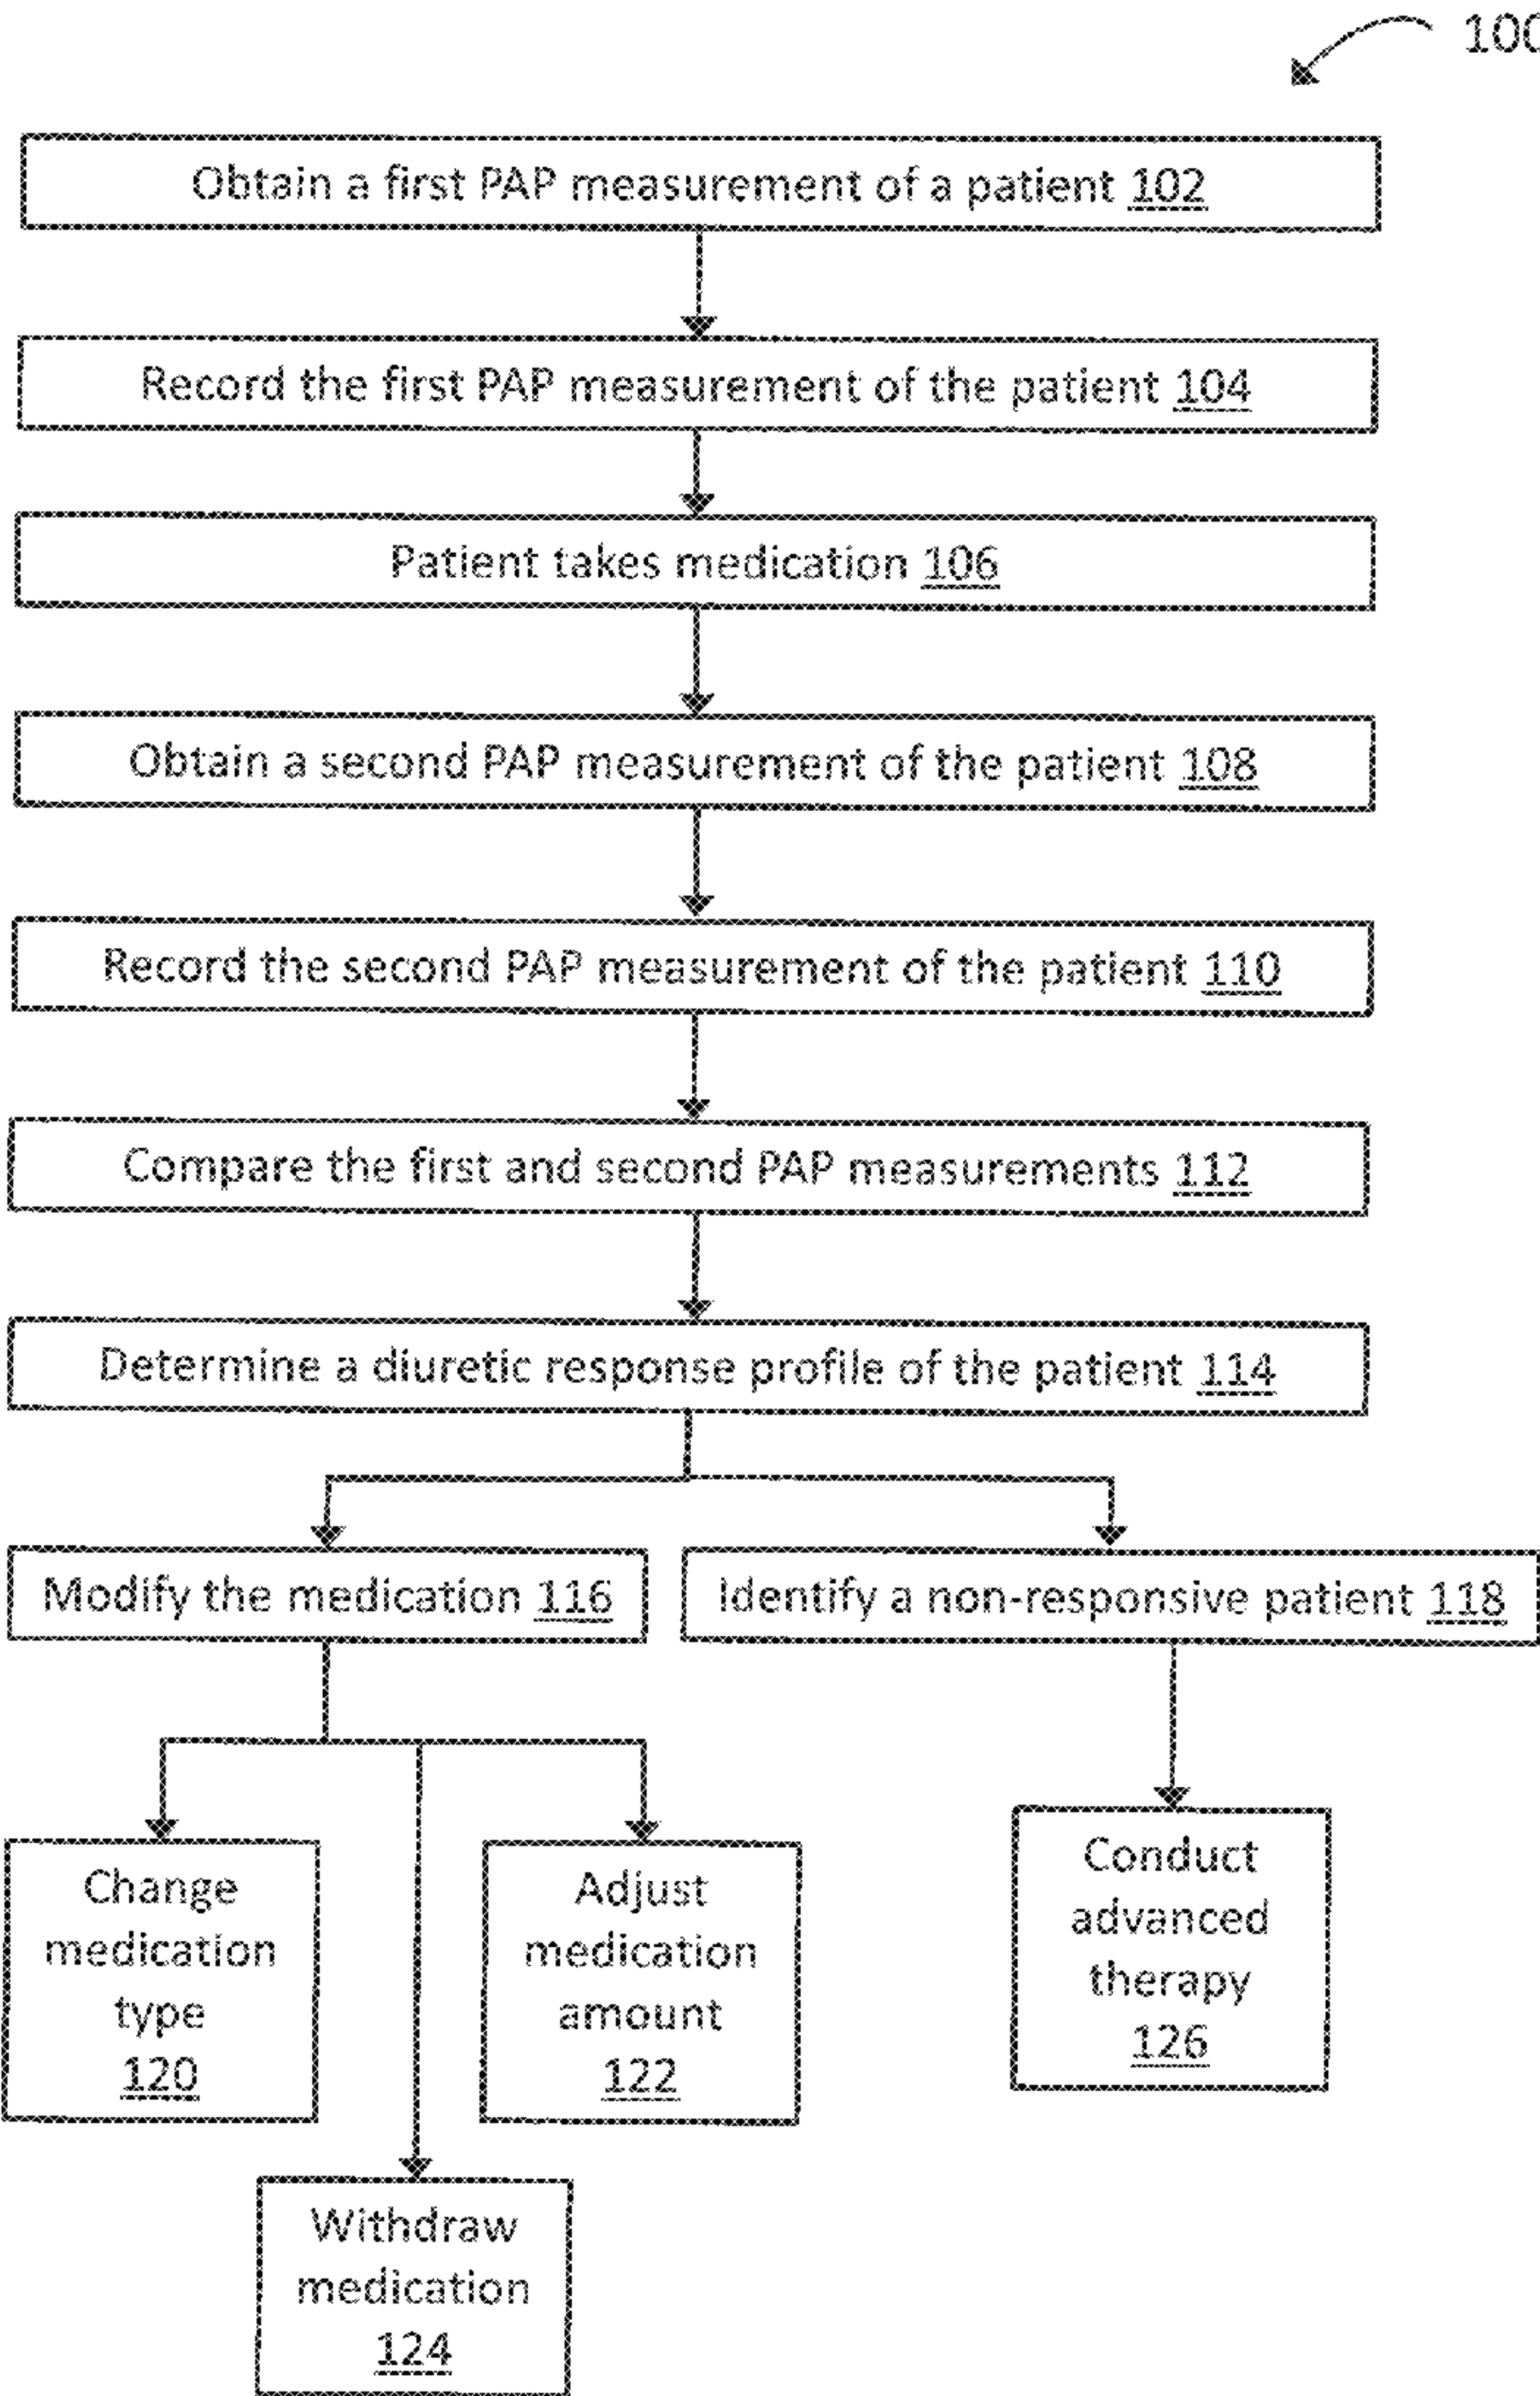 100
Obtain a first PAP measurement of a patient 102
Record the first PAP measurement of the patient 104
Patient takes medication 106
Obtain a second PAP measurement of the patient 108
Record the second PAP measurement of the patient 110
Compare the first and second PAP measurements 112
Determine a diuretic response profile of the patient 114
Modify the medication 116
Identify a non-responsive patient 118
Change
medication
type
120
Adjust
medication
amount
122
Conduct
advanced
therapy
126
Withdraw
medication
124